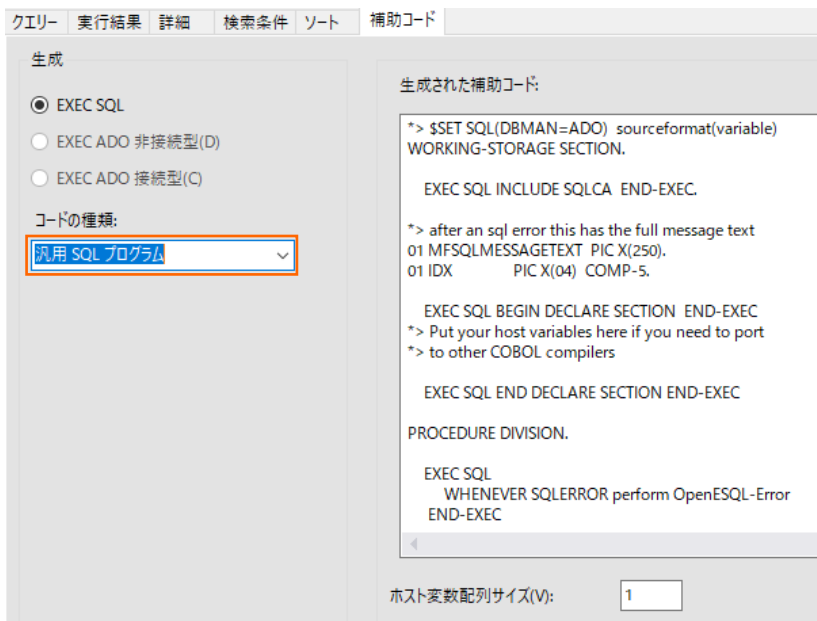 クエリー 実行結果 詳細 検索条件 ソート 補助コード
生成
EXEC SQL
EXEC ADO 非接続型(D)
EXEC ADO 接続型(C)
コードの種類:
汎用 SQL プログラム
生成された補助コード:
*> $SET SQL(DBMAN=ADO) sourceformat(variable)
WORKING-STORAGE SECTION.
EXEC SQL INCLUDE SQLCA END-EXEC.
*> after an sql error this has the full message text
01 MFSQLMESSAGETEXT PIC X(250).
01 IDX PIC X(04) COMP-5.
EXEC SQL BEGIN DECLARE SECTION END-EXEC
*> Put your host variables here if you need to port
*> to other COBOL compilers
EXEC SQL END DECLARE SECTION END-EXEC
PROCEDURE DIVISION.
EXEC SQL
WHENEVER SQLERROR perform OpenESQL-Error
END-EXEC
ホスト変数配列サイズ(V): 1